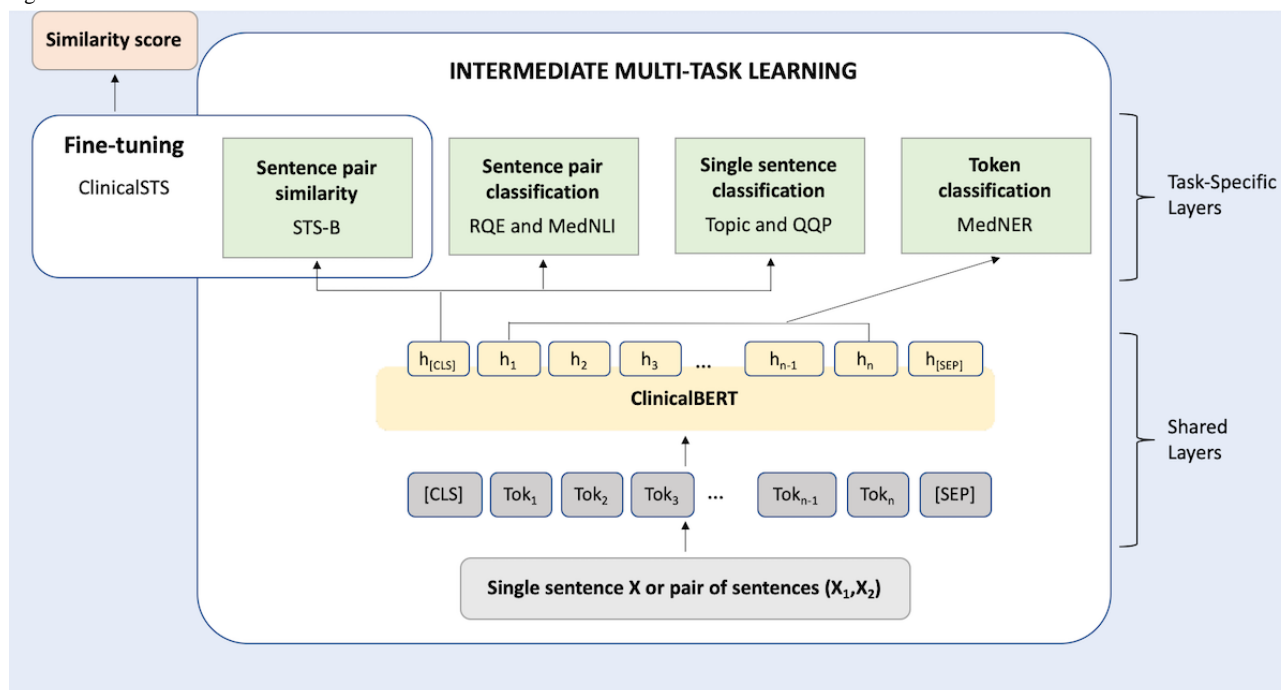 Similarity score
INTERMEDIATE MULTI-TASK LEARNING
Fine-tuning
ClinicalSTS
Sentence pair
similarity
STS-B
Sentence pair
classification
RQE and MedNLI
Single sentence
classification
Topic and QQP
Token
classification
MedNER
Task-Specific
Layers
h[CLS] h1 h2 h3 ... hn-1 hn h[SEP]
ClinicalBERT
Shared
Layers
[CLS] Tok1 Tok2 Tok3 ... Tokn-1 Tokn [SEP]
Single sentence X or pair of sentences (X1,X2)